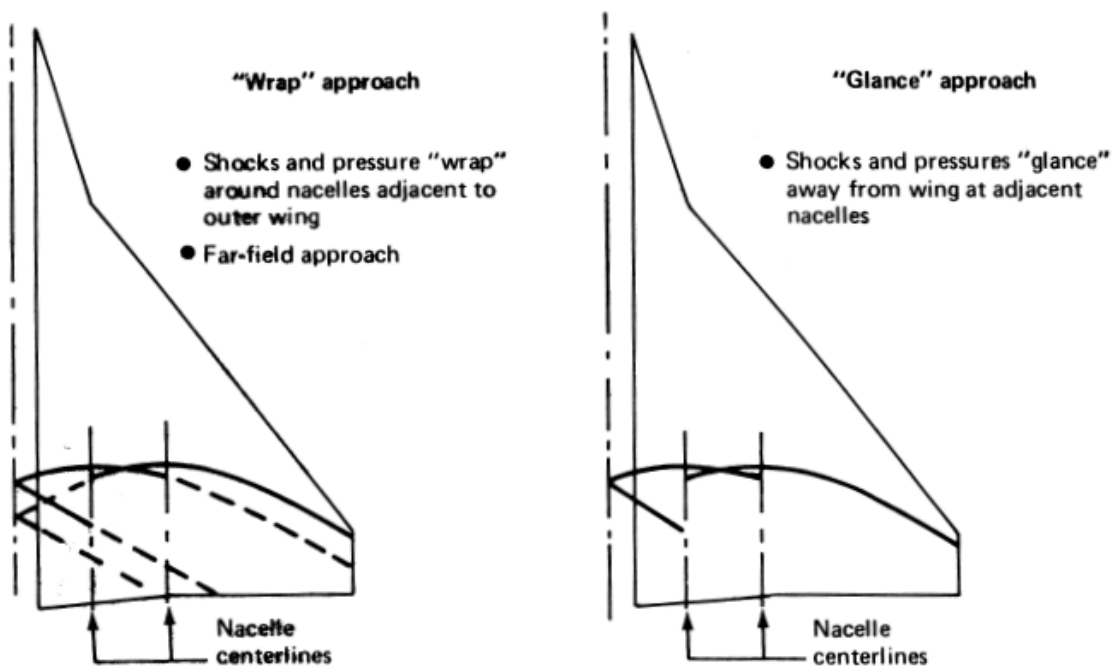 "Wrap" approach
● Shocks and pressure "wrap"
around nacelles adjacent to
outer wing
● Far-field approach
Nacelle
centerlines
"Glance" approach
● Shocks and pressures "glance"
away from wing at adjacent
nacelles
Nacelle
centerlines